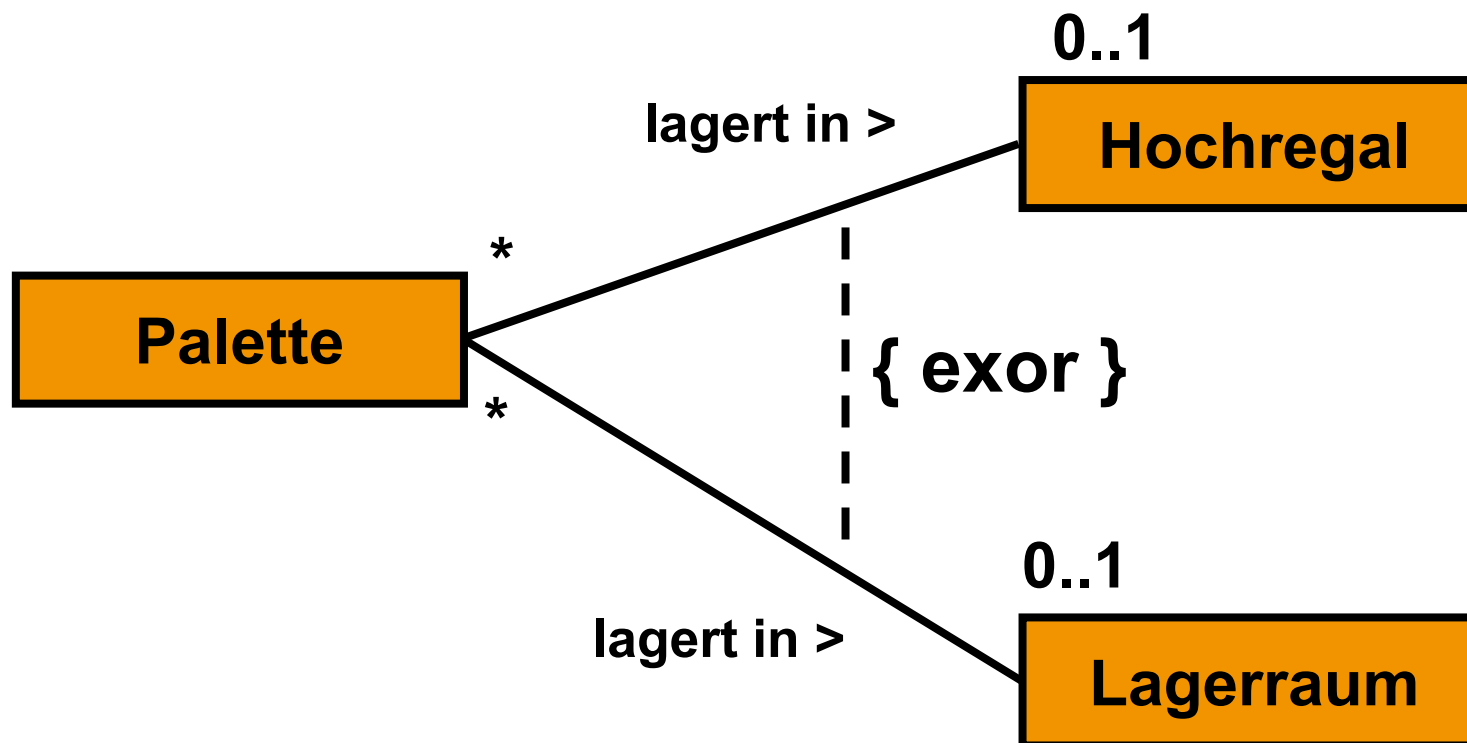 0..1
lagert in >
Hochregal
*
Palette
{ exor }
*
0..1
lagert in >
Lagerraum